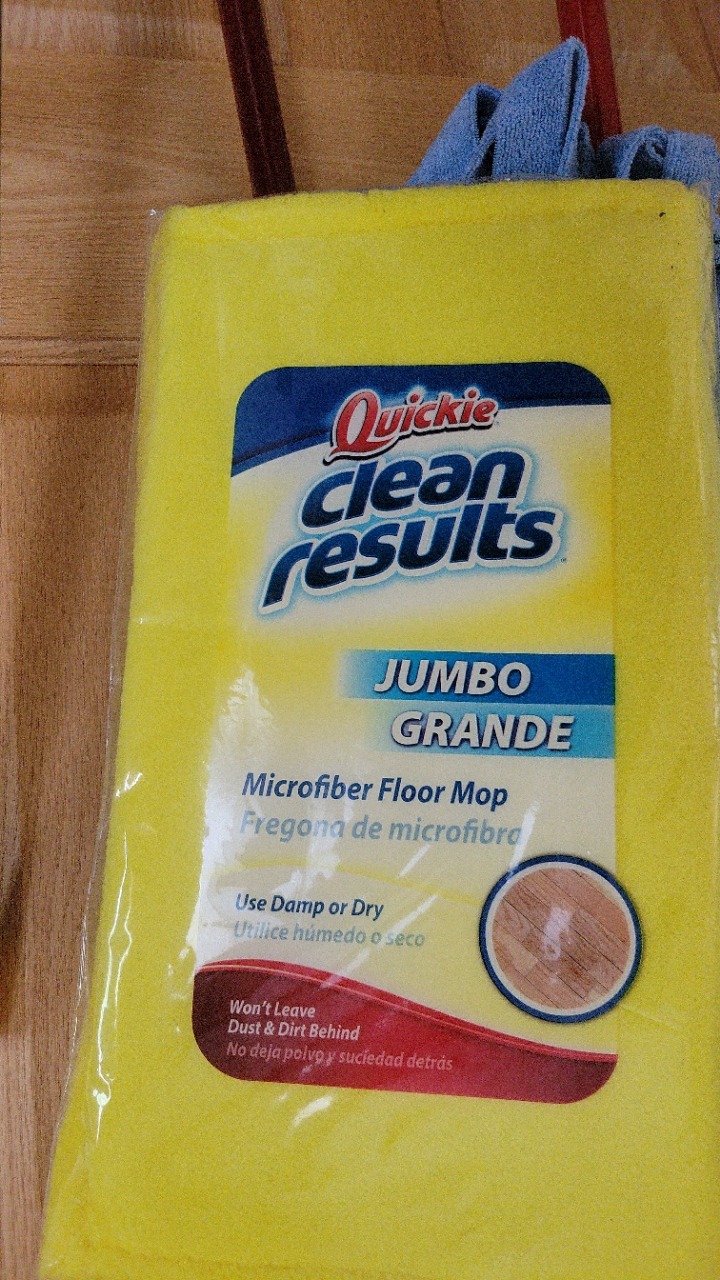 Quickie
clean
results
JUMBO
GRANDE
Microfiber Floor Mop
Fregona de microfibra
Use Damp or Dry
Utilice húmedo o seco
Won't Leave
Dust & Dirt Behind
No deja polvo y suciedad detrás